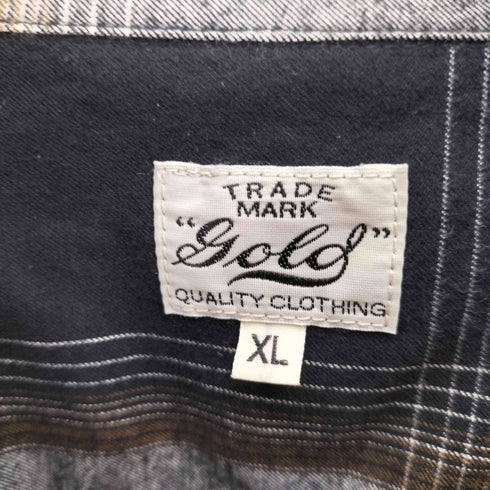 TRADE
MARK
"Gold"
QUALITY CLOTHING
XL